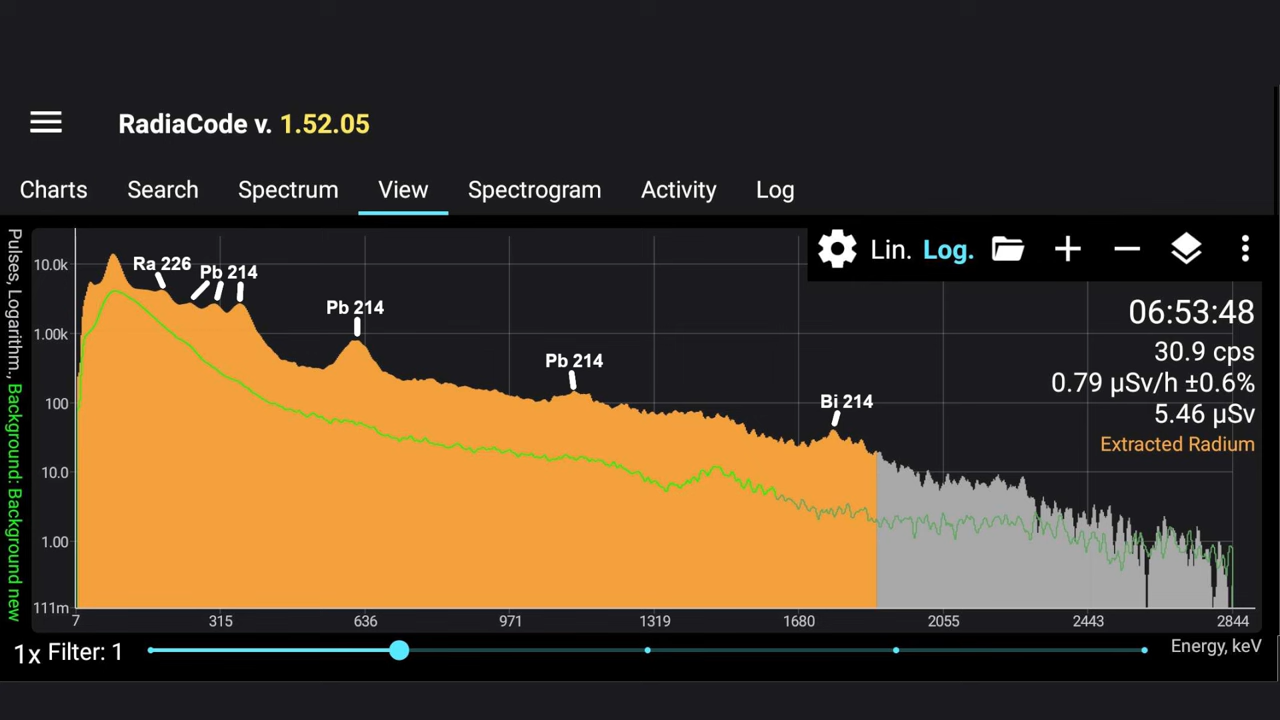 RadiaCode v. 1.52.05
Charts Search Spectrum View Spectrogram Activity Log
Pulses, Logarithm., Background: Background new
Lin. Log.
06:53:48
30.9 cps
0.79 µSv/h ±0.6%
5.46 µSv
Extracted Radium
10.0k
1.00k
100
10.0
1.00
111m
Ra 226
Pb 214
Pb 214
Pb 214
Bi 214
7 315 636 971 1319 1680 2055 2443 2844
Energy, keV
1x Filter: 1